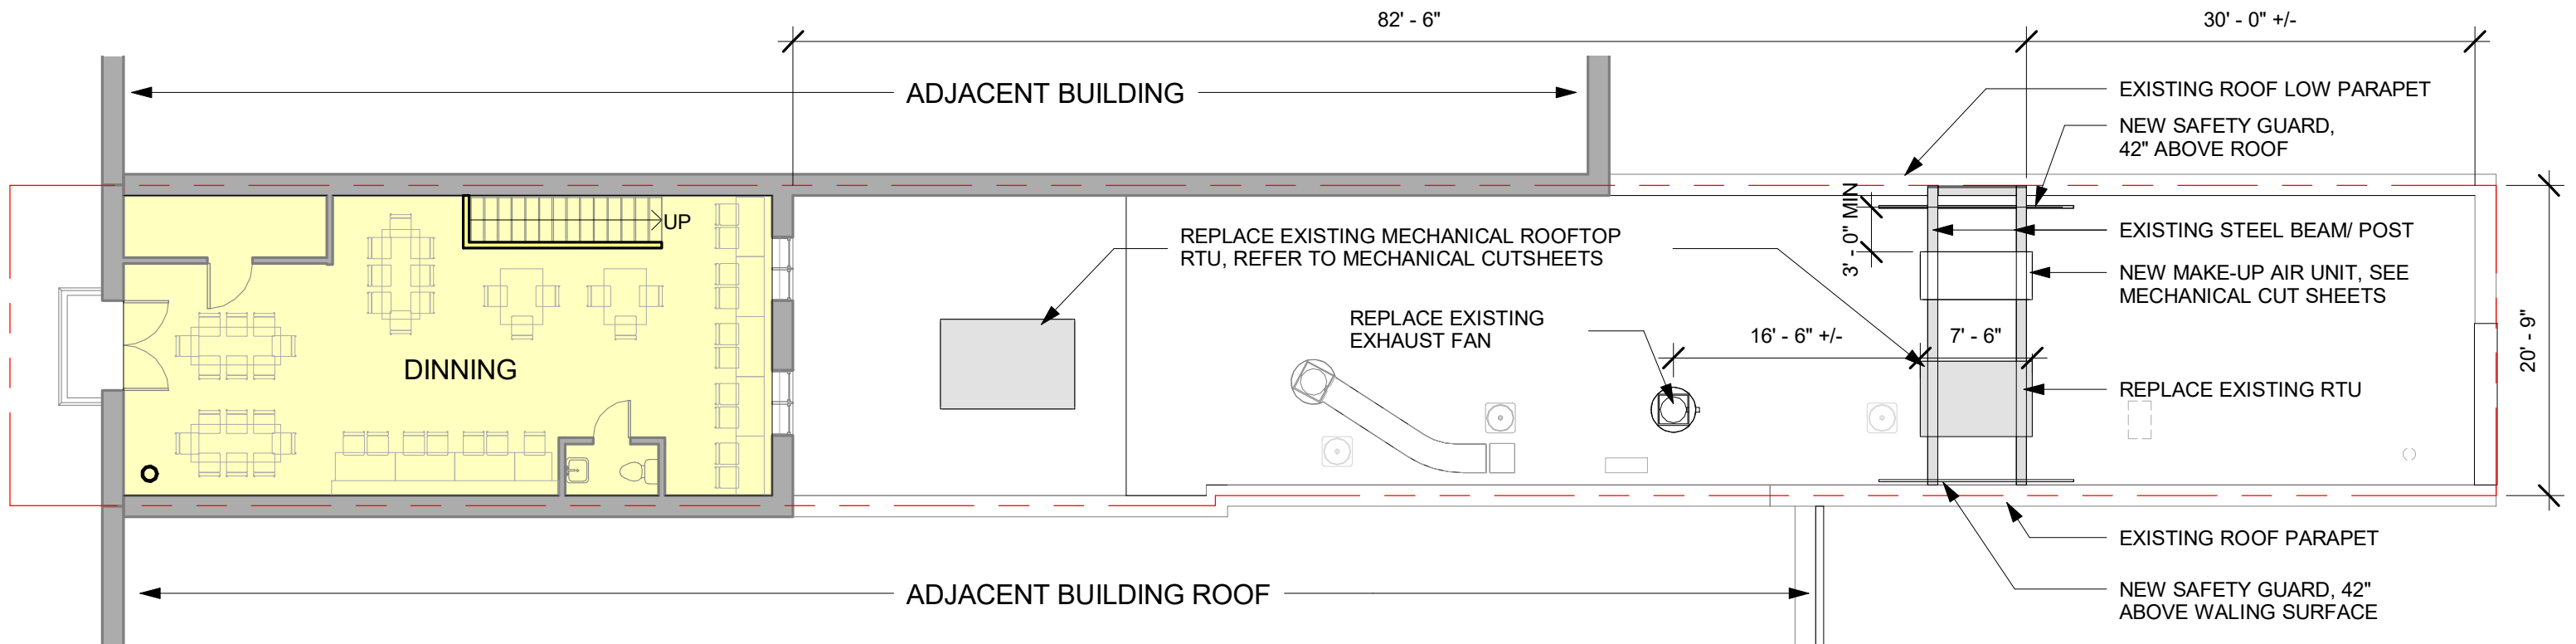 82' - 6"
30' - 0" +/-
ADJACENT BUILDING
EXISTING ROOF LOW PARAPET
NEW SAFETY GUARD,
42" ABOVE ROOF
3' - 0" MIN
UP
REPLACE EXISTING MECHANICAL ROOFTOP
RTU, REFER TO MECHANICAL CUTSHEETS
EXISTING STEEL BEAM/ POST
NEW MAKE-UP AIR UNIT, SEE
MECHANICAL CUT SHEETS
REPLACE EXISTING
EXHAUST FAN
16' - 6" +/-
7' - 6"
20' - 9"
DINNING
REPLACE EXISTING RTU
EXISTING ROOF PARAPET
ADJACENT BUILDING ROOF
NEW SAFETY GUARD, 42"
ABOVE WALING SURFACE